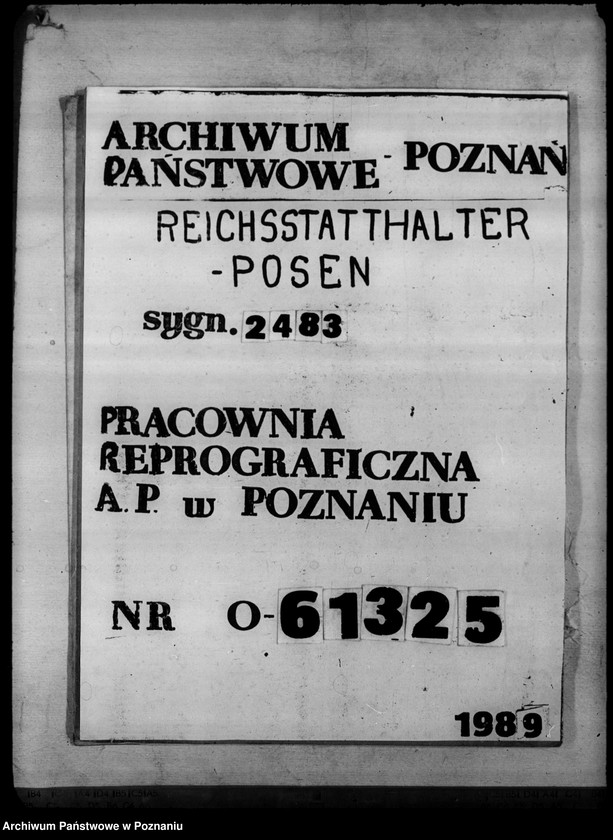 ARCHIWUM
PAŃSTWOWE - POZNAŃ
REICHSSTATTHALTER
-POSEN
sygn. 2483
PRACOWNIA
REPROGRAFICZNA
A.P. w POZNANIU
NR O-61325
1989
Archiwum Państwowe w Poznaniu